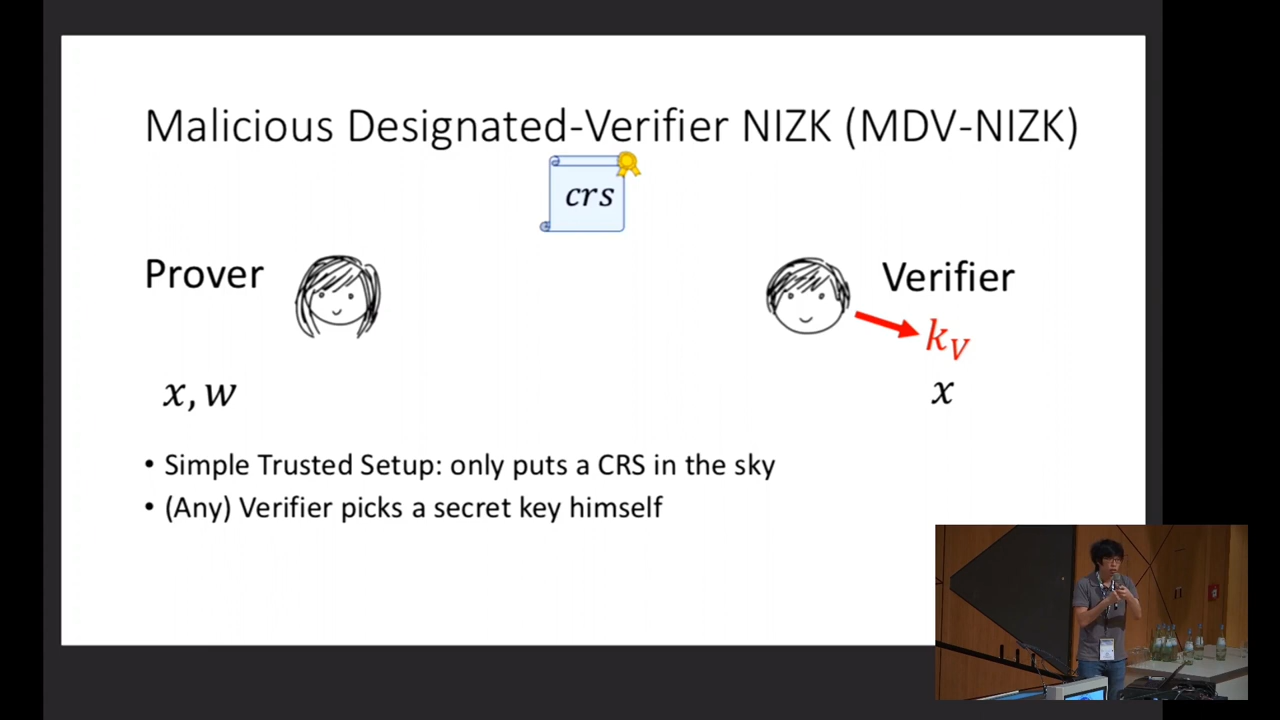 Malicious Designated-Verifier NIZK (MDV-NIZK)
crs
Prover
Verifier
k_V
x, w
x
• Simple Trusted Setup: only puts a CRS in the sky
• (Any) Verifier picks a secret key himself